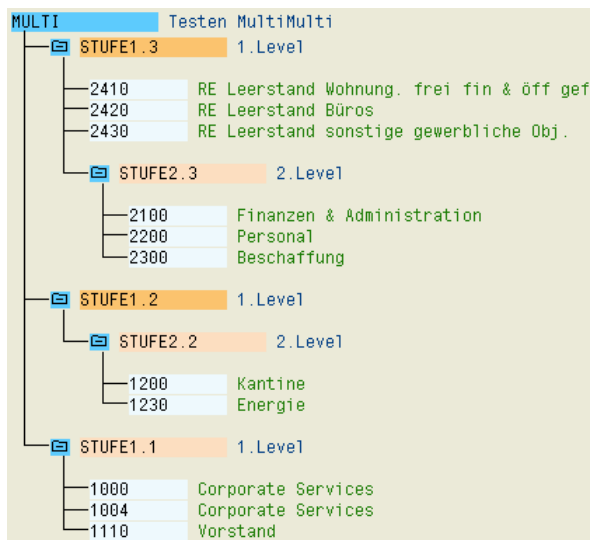 MULTI Testen MultiMulti
STUFE1.3 1.Level
2410 RE Leerstand Wohnung. frei fin & öff gef
2420 RE Leerstand Büros
2430 RE Leerstand sonstige gewerbliche Obj.
STUFE2.3 2.Level
2100 Finanzen & Administration
2200 Personal
2300 Beschaffung
STUFE1.2 1.Level
STUFE2.2 2.Level
1200 Kantine
1230 Energie
STUFE1.1 1.Level
1000 Corporate Services
1004 Corporate Services
1110 Vorstand